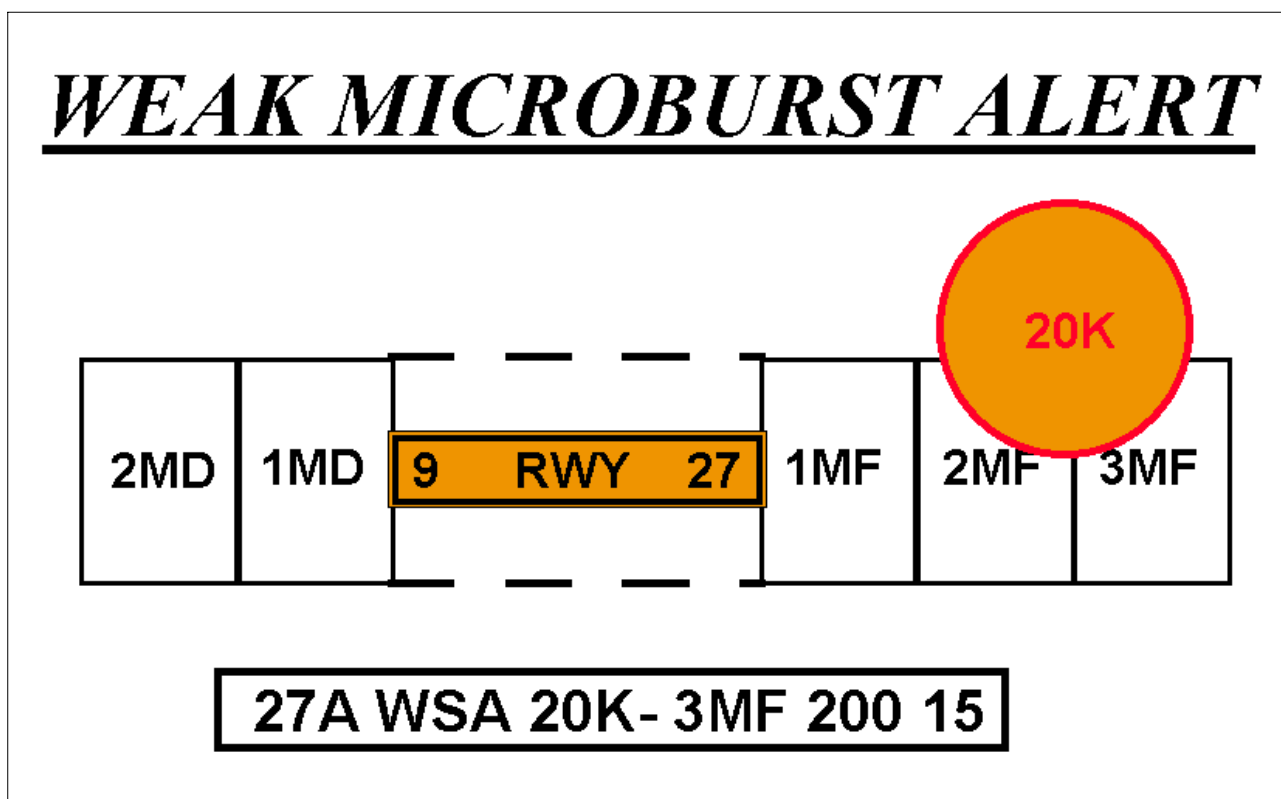 WEAK MICROBURST ALERT
20K
2MD 1MD 9 RWY 27 1MF 2MF 3MF
27A WSA 20K- 3MF 200 15